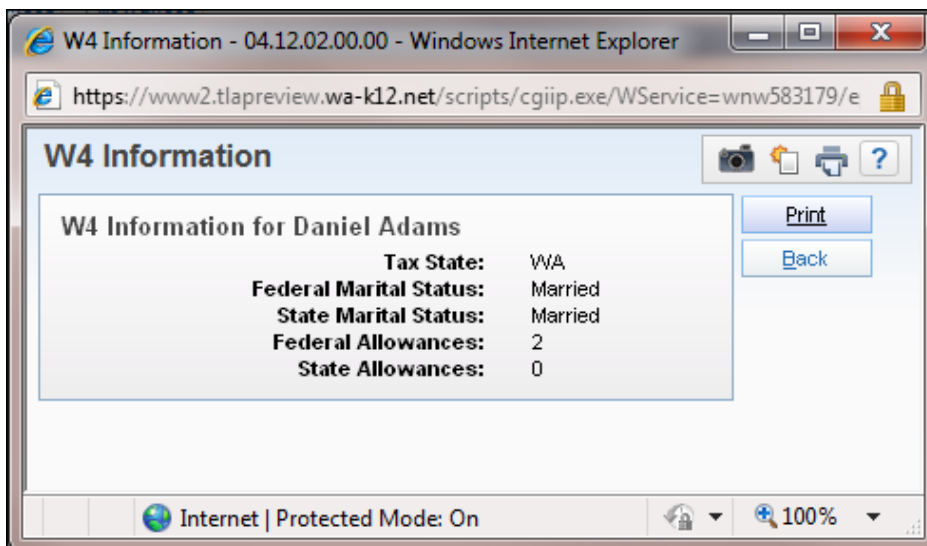 W4 Information - 04.12.02.00.00 - Windows Internet Explorer
https://www2.tlapreview.wa-k12.net/scripts/cgiip.exe/WService=wnw583179/e
W4 Information
?
W4 Information for Daniel Adams
Print
Back
Tax State: WA
Federal Marital Status: Married
State Marital Status: Married
Federal Allowances: 2
State Allowances: 0
Internet | Protected Mode: On
100%